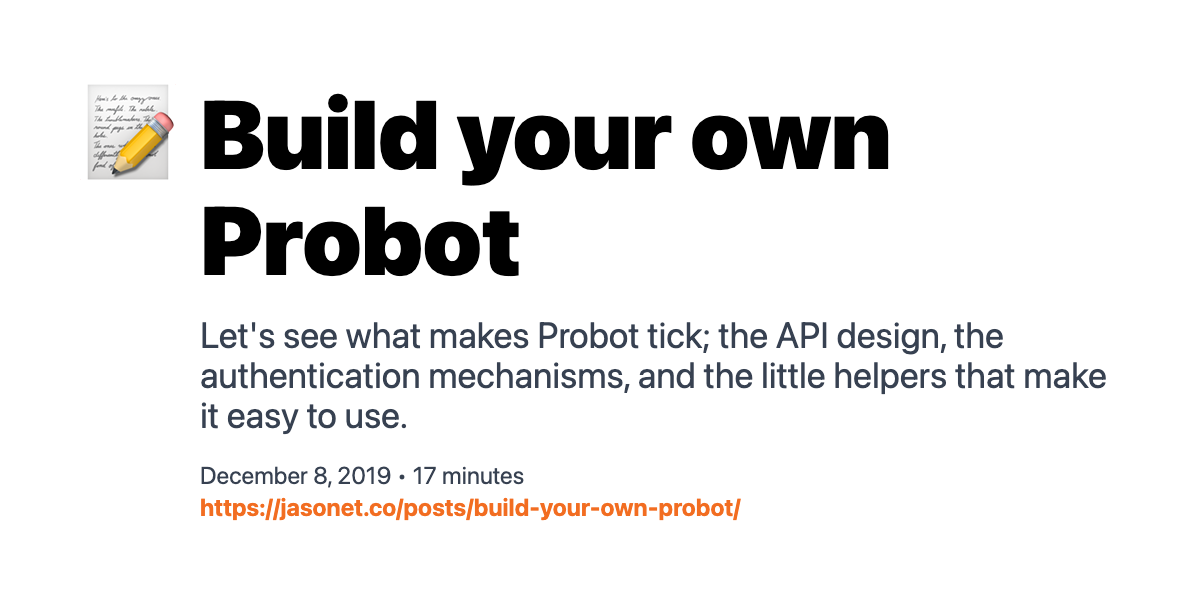 Build your own
Probot
Let's see what makes Probot tick; the API design, the
authentication mechanisms, and the little helpers that make
it easy to use.
December 8, 2019 • 17 minutes
https://jasonet.co/posts/build-your-own-probot/